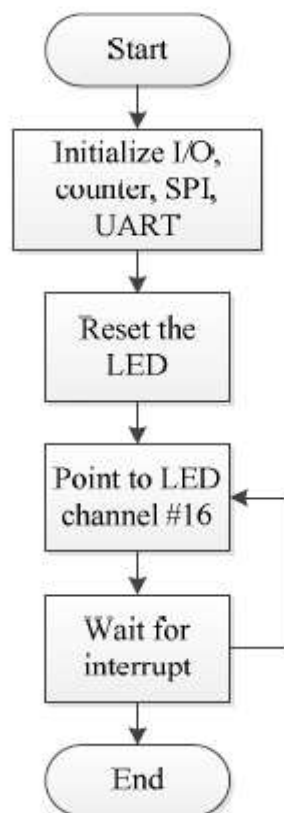 Start
Initialize I/O,
counter, SPI,
UART
Reset the
LED
Point to LED
channel #16
Wait for
interrupt
End